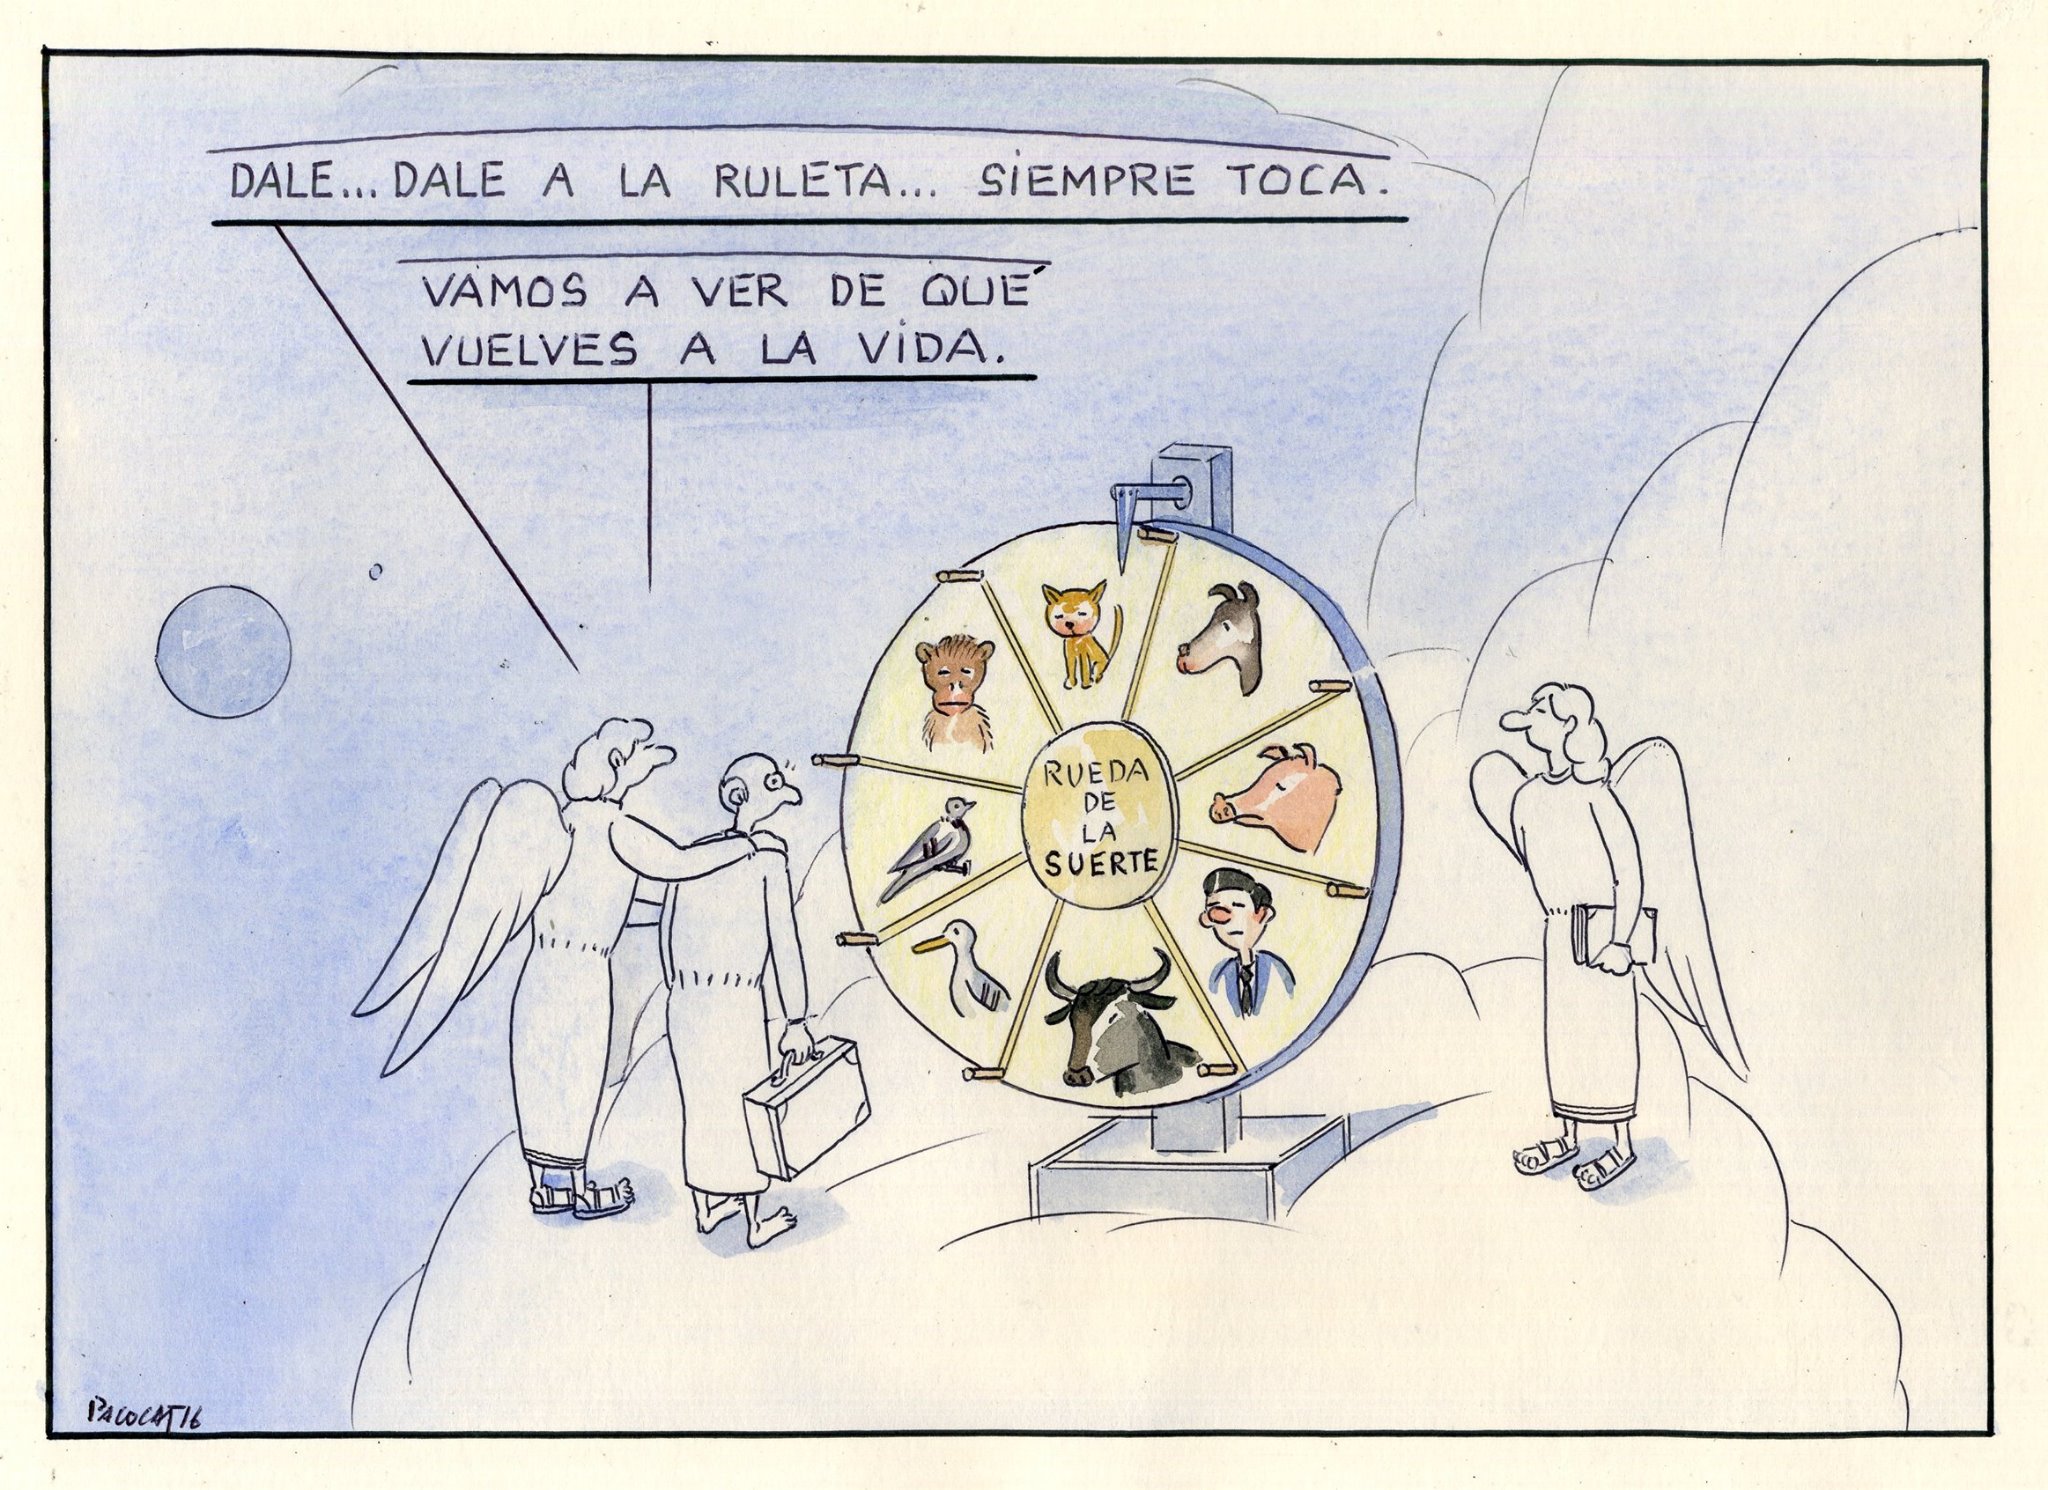 DALE... DALE A LA RULETA... SIEMPRE TOCA.
VAMOS A VER DE QUÉ
VUELVES A LA VIDA.
RUEDA
DE
LA
SUERTE
PACOCAT16